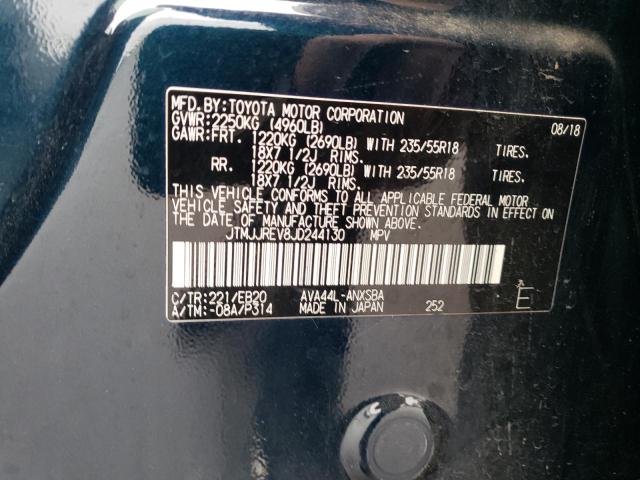 MFD. BY: TOYOTA MOTOR CORPORATION 08/18
GVWR: 2250KG (4960LB)
GAWR: FRT. 1220KG (2690LB) WITH 235/55R18 TIRES.
18X7 1/2J RIMS.
RR. 1220KG (2690LB) WITH 235/55R18 TIRES.
18X7 1/2J RIMS.
THIS VEHICLE CONFORMS TO ALL APPLICABLE FEDERAL MOTOR
VEHICLE SAFETY AND THEFT PREVENTION STANDARDS IN EFFECT ON
THE DATE OF MANUFACTURE SHOWN ABOVE.
JTMJJREV8JD244130 MPV
C/TR: 221/EB20 AVA44L-ANXSBA
A/TM: -08A/P314 MADE IN JAPAN 252 E